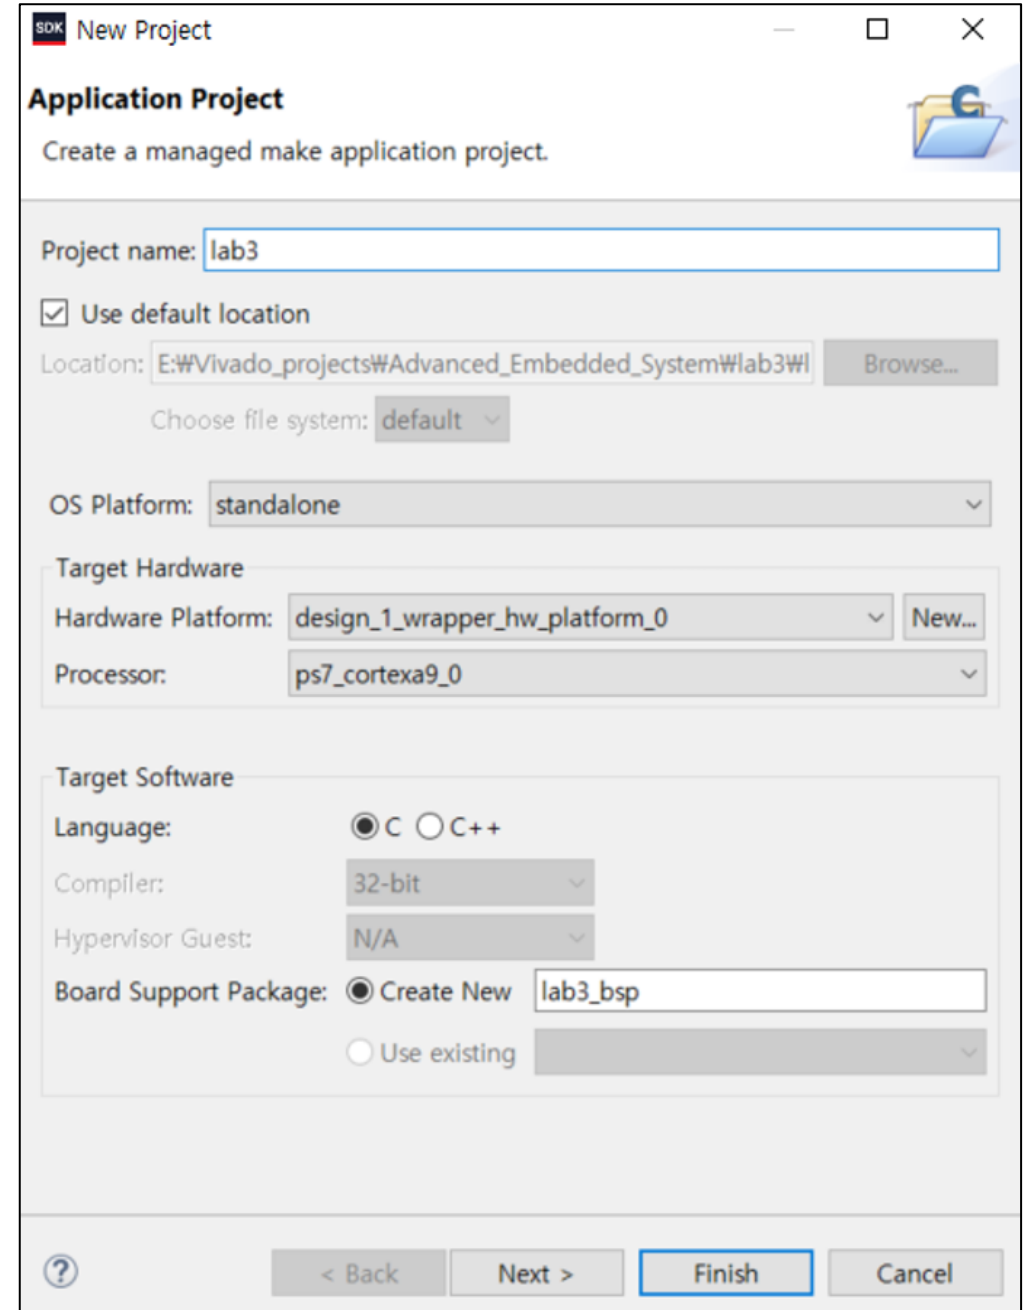 SDK New Project
Application Project
Create a managed make application project.
Project name: lab3
Use default location
Location: E:₩Vivado_projects₩Advanced_Embedded_System₩lab3₩l Browse...
Choose file system: default
OS Platform: standalone
Target Hardware
Hardware Platform: design_1_wrapper_hw_platform_0 New...
Processor: ps7_cortexa9_0
Target Software
Language: C C++
Compiler: 32-bit
Hypervisor Guest: N/A
Board Support Package: Create New lab3_bsp
Use existing
? < Back Next > Finish Cancel